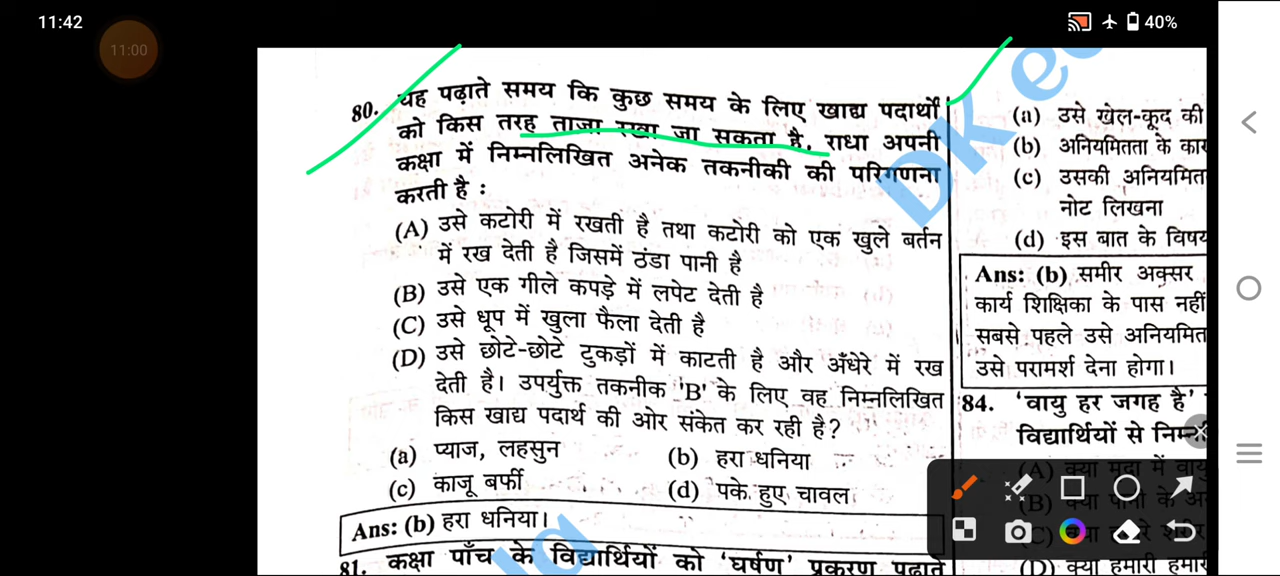 11:42
40%
11:00
80. यह पढ़ाते समय कि कुछ समय के लिए खाद्य पदार्थों
को किस तरह ताजा रखा जा सकता है, राधा अपनी
कक्षा में निम्नलिखित अनेक तकनीकी की परिगणना
करती है :
(A) उसे कटोरी में रखती है तथा कटोरी को एक खुले बर्तन
में रख देती है जिसमें ठंडा पानी है
(B) उसे एक गीले कपड़े में लपेट देती है
(C) उसे धूप में खुला फैला देती है
(D) उसे छोटे-छोटे टुकड़ों में काटती है और अँधेरे में रख
देती है। उपर्युक्त तकनीक 'B' के लिए वह निम्नलिखित
किस खाद्य पदार्थ की ओर संकेत कर रही है?
(a) प्याज, लहसुन (b) हरा धनिया
(c) काजू बर्फी (d) पके हुए चावल
Ans: (b) हरा धनिया।
81. कक्षा पाँच के विद्यार्थियों को 'घर्षण' प्रकरण पढ़ाते
(a) उसे खेल-कूद की
(b) अनियमितता के कार
(c) उसकी अनियमित
नोट लिखना
(d) इस बात के विषय
Ans: (b) समीर अक्सर
कार्य शिक्षिका के पास नहीं
सबसे पहले उसे अनियमित
उसे परामर्श देना होगा।
84. 'वायु हर जगह है'
विद्यार्थियों से निम्न
(A) क्या मृदा में वायु
(B) क्या पानी के अ
(C) क्या हमारे शरीर
(D) क्या हमारी हमार
DK ed